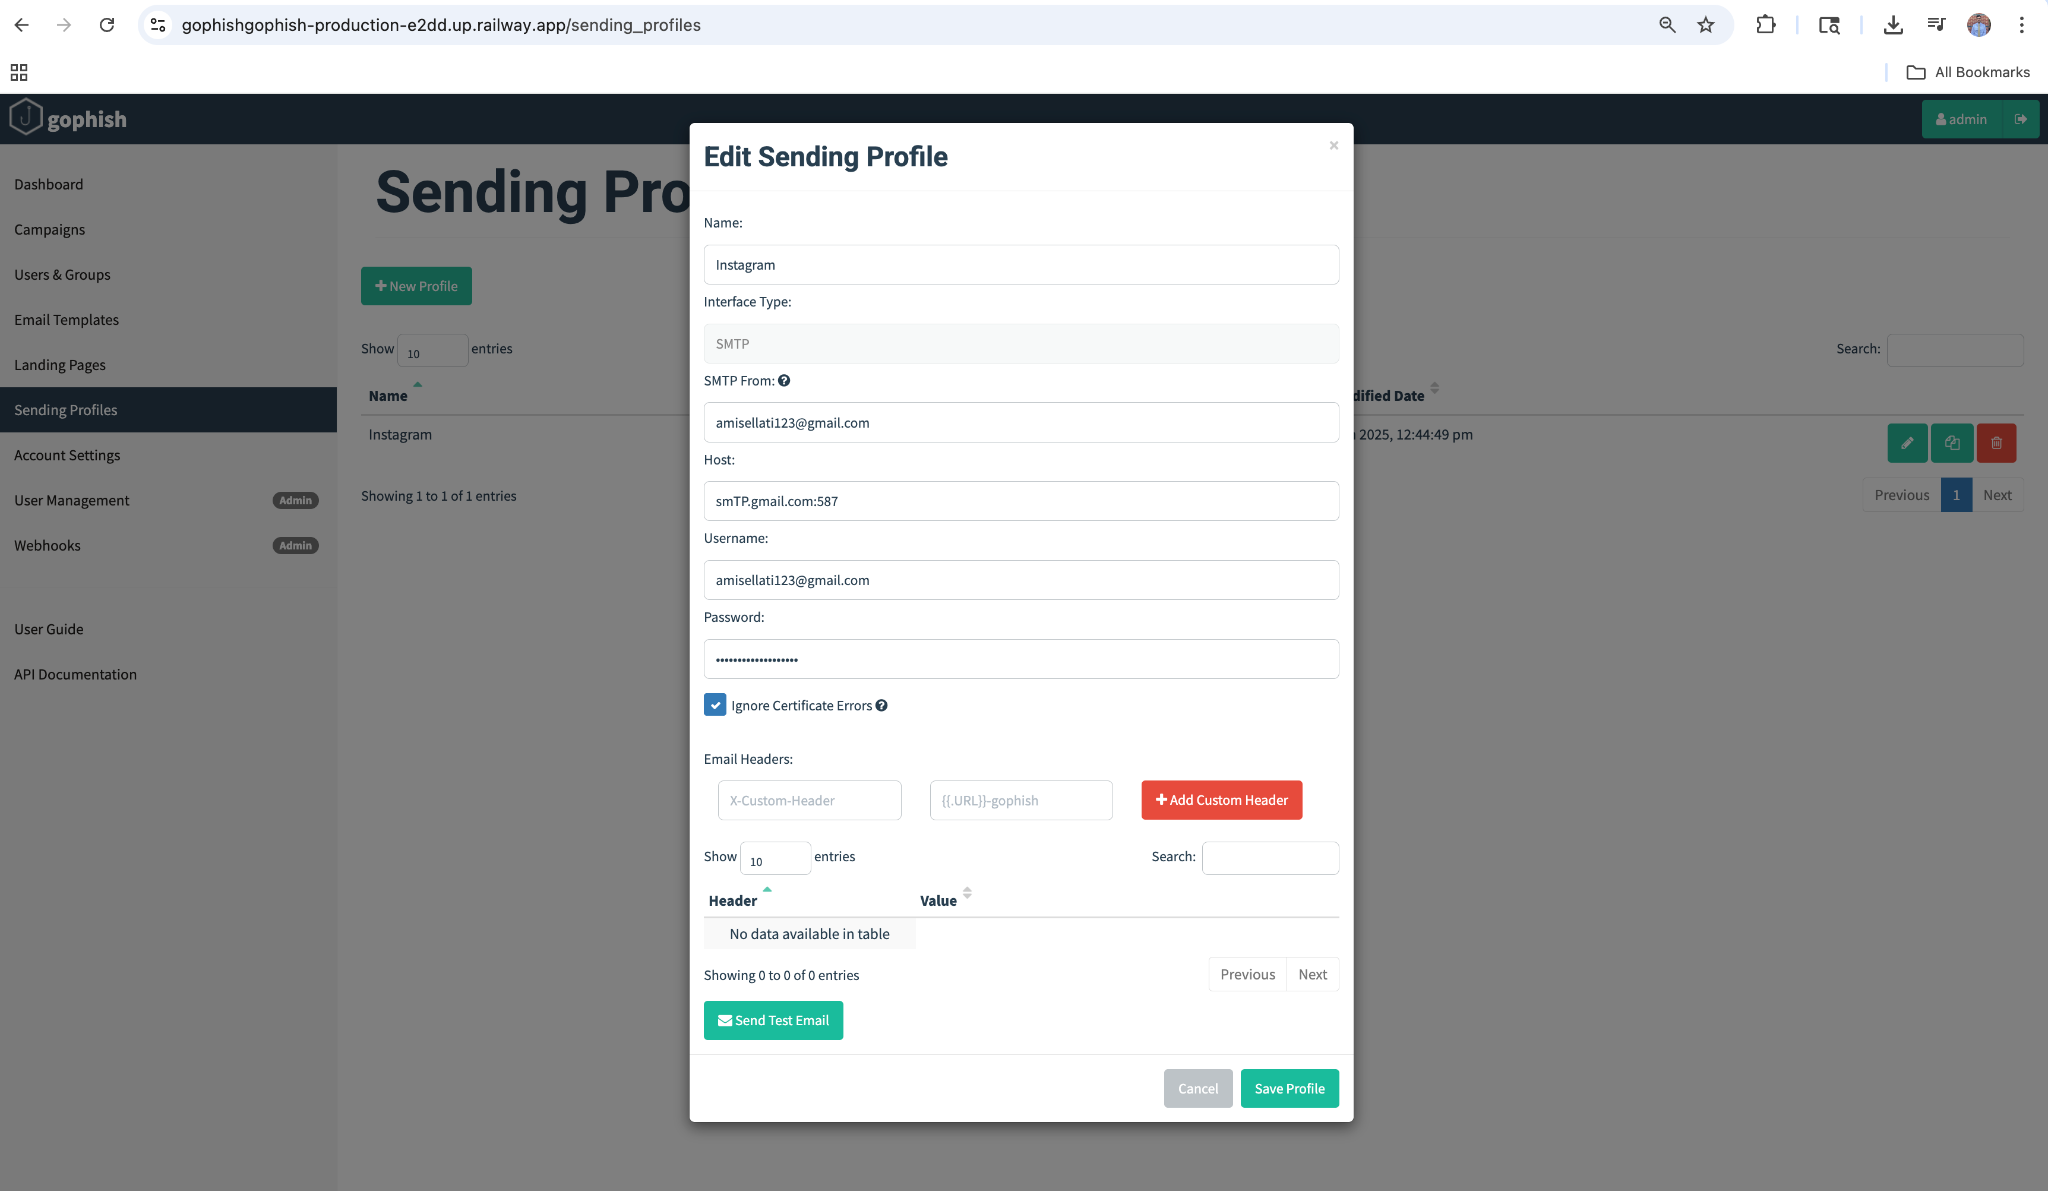 gophishgophish-production-e2dd.up.railway.app/sending_profiles
All Bookmarks
gophish
admin
Dashboard
Campaigns
Users & Groups
Email Templates
Landing Pages
Sending Profiles
Account Settings
User Management Admin
Webhooks Admin
User Guide
API Documentation
Sending Pro
New Profile
Show 10 entries
Search:
Name
dified Date
Instagram
2025, 12:44:49 pm
Showing 1 to 1 of 1 entries
Previous 1 Next
Edit Sending Profile
×
Name:
Instagram
Interface Type:
SMTP
SMTP From:
amisellati123@gmail.com
Host:
smTP.gmail.com:587
Username:
amisellati123@gmail.com
Password:
•••••••••••••••••••
Ignore Certificate Errors
Email Headers:
X-Custom-Header
{{.URL}}-gophish
Add Custom Header
Show 10 entries
Search:
Header Value
No data available in table
Showing 0 to 0 of 0 entries
Previous Next
Send Test Email
Cancel
Save Profile